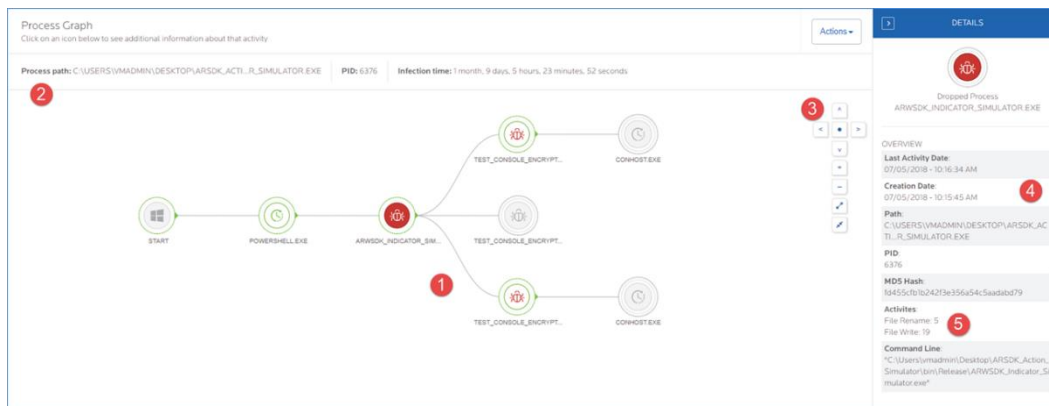 Process Graph
Click on an icon below to see additional information about that activity
Actions
Process path: C:\USERS\VMADMIN\DESKTOP\ARSDK_ACTI...R_SIMULATOR.EXE
PID: 6376
Infection time: 1 month, 9 days, 5 hours, 23 minutes, 52 seconds
2
3
TEST_CONSOLE_ENCRYPT...
CONHOST.EXE
START
POWERSHELL.EXE
ARWSDK_INDICATOR_SIM...
TEST_CONSOLE_ENCRYPT...
1
TEST_CONSOLE_ENCRYPT...
CONHOST.EXE
DETAILS
Dropped Process
ARWSDK_INDICATOR_SIMULATOR.EXE
OVERVIEW
Last Activity Date:
07/05/2018 - 10:16:34 AM
Creation Date:
07/05/2018 - 10:15:45 AM
4
Path:
C:\USERS\VMADMIN\DESKTOP\ARSDK_AC
TI...R_SIMULATOR.EXE
PID:
6376
MD5 Hash:
fd455cfb1b242f3e356a54c5aadabd79
Activites:
File Rename: 5
File Write: 19
5
Command Line:
"C:\Users\vmadmin\Desktop\ARSDK_Action_
Simulator\bin\Release\ARWSDK_Indicator_Si
mulator.exe"